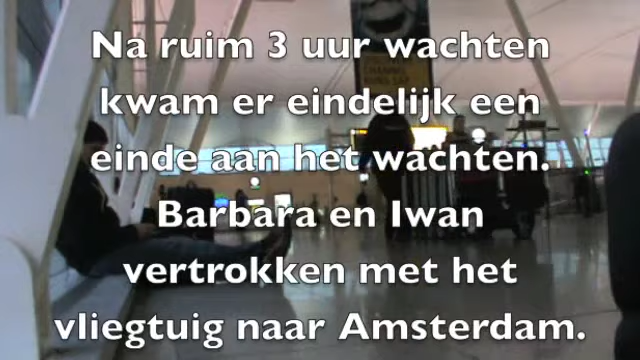 Na ruim 3 uur wachten
kwam er eindelijk een
einde aan het wachten.
Barbara en Iwan
vertrokken met het
vliegtuig naar Amsterdam.